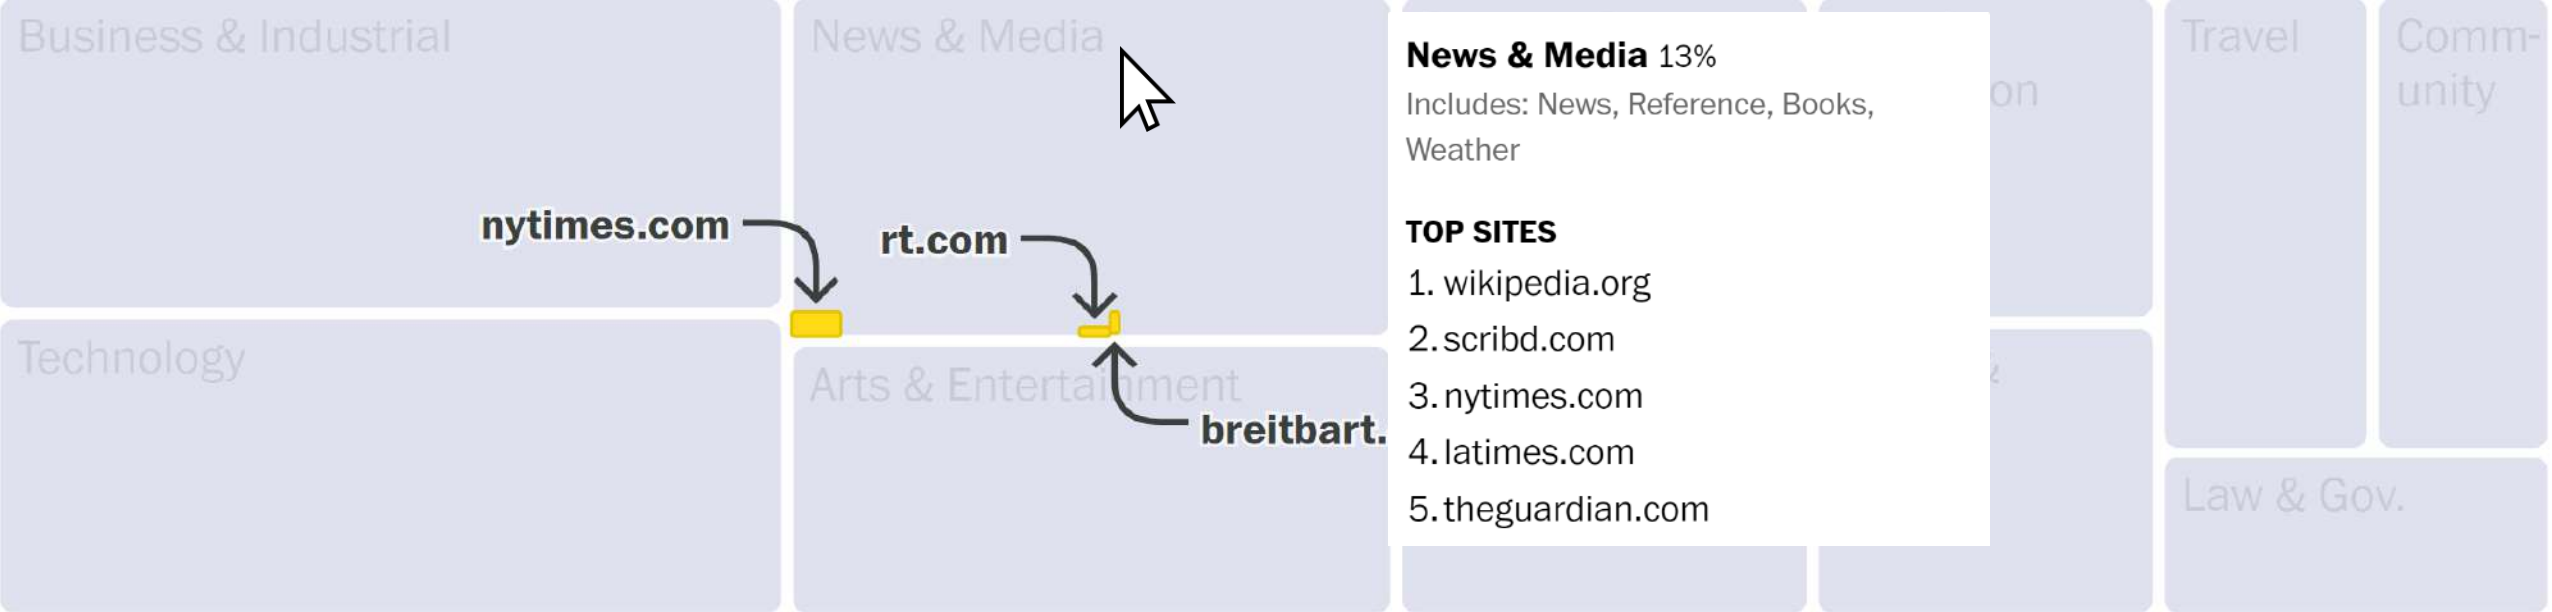 Business & Industrial
News & Media
Travel
Comm-
unity
on
nytimes.com
rt.com
Technology
Arts & Entertainment
breitbart.
&
Law & Gov.
News & Media 13%
Includes: News, Reference, Books,
Weather
TOP SITES
1. wikipedia.org
2. scribd.com
3. nytimes.com
4. latimes.com
5. theguardian.com